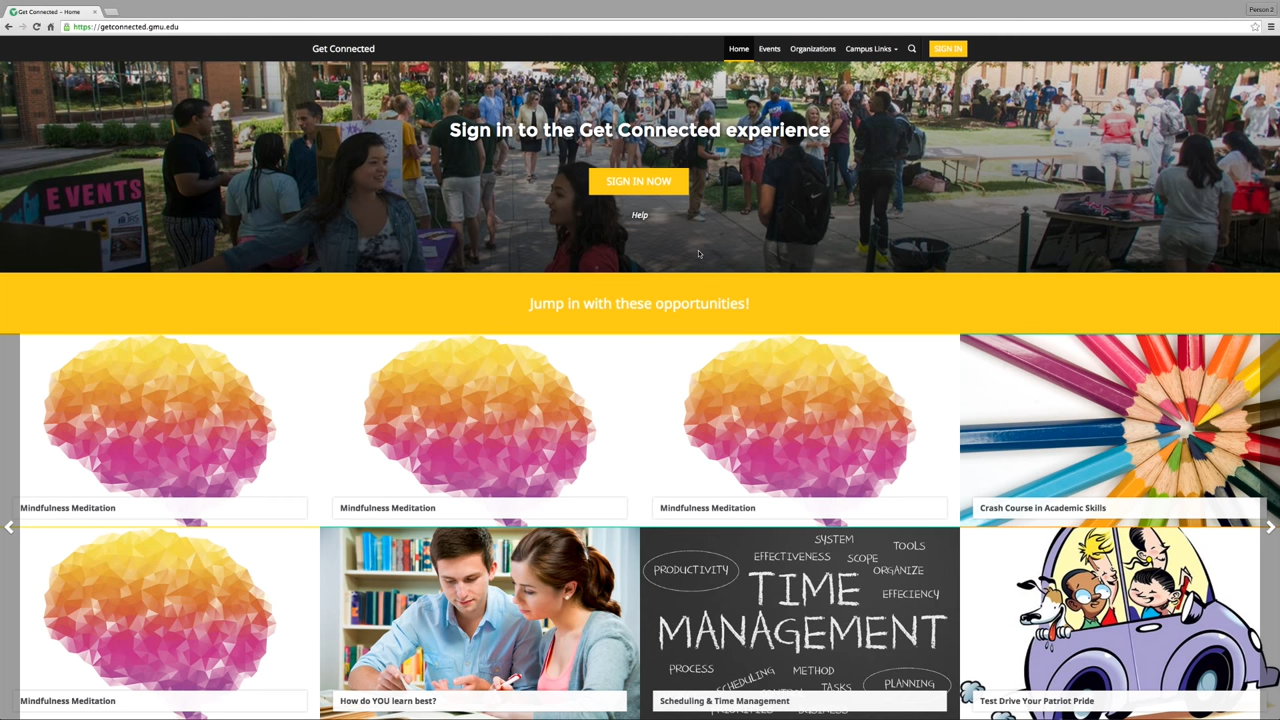 Get Connected - Home
Person 2
https://getconnected.gmu.edu
Get Connected
Home
Events
Organizations
Campus Links
SIGN IN
EVENTS
Sign in to the Get Connected experience
SIGN IN NOW
Help
Jump in with these opportunities!
Mindfulness Meditation
Mindfulness Meditation
Mindfulness Meditation
Crash Course in Academic Skills
SYSTEM
TOOLS
EFFECTIVENESS
SCOPE
PRODUCTIVITY
ORGANIZE
TIME
EFFECIENCY
MANAGEMENT
PROCESS
METHOD
SCHEDULING
TASKS
PLANNING
Mindfulness Meditation
How do YOU learn best?
Scheduling & Time Management
Test Drive Your Patriot Pride